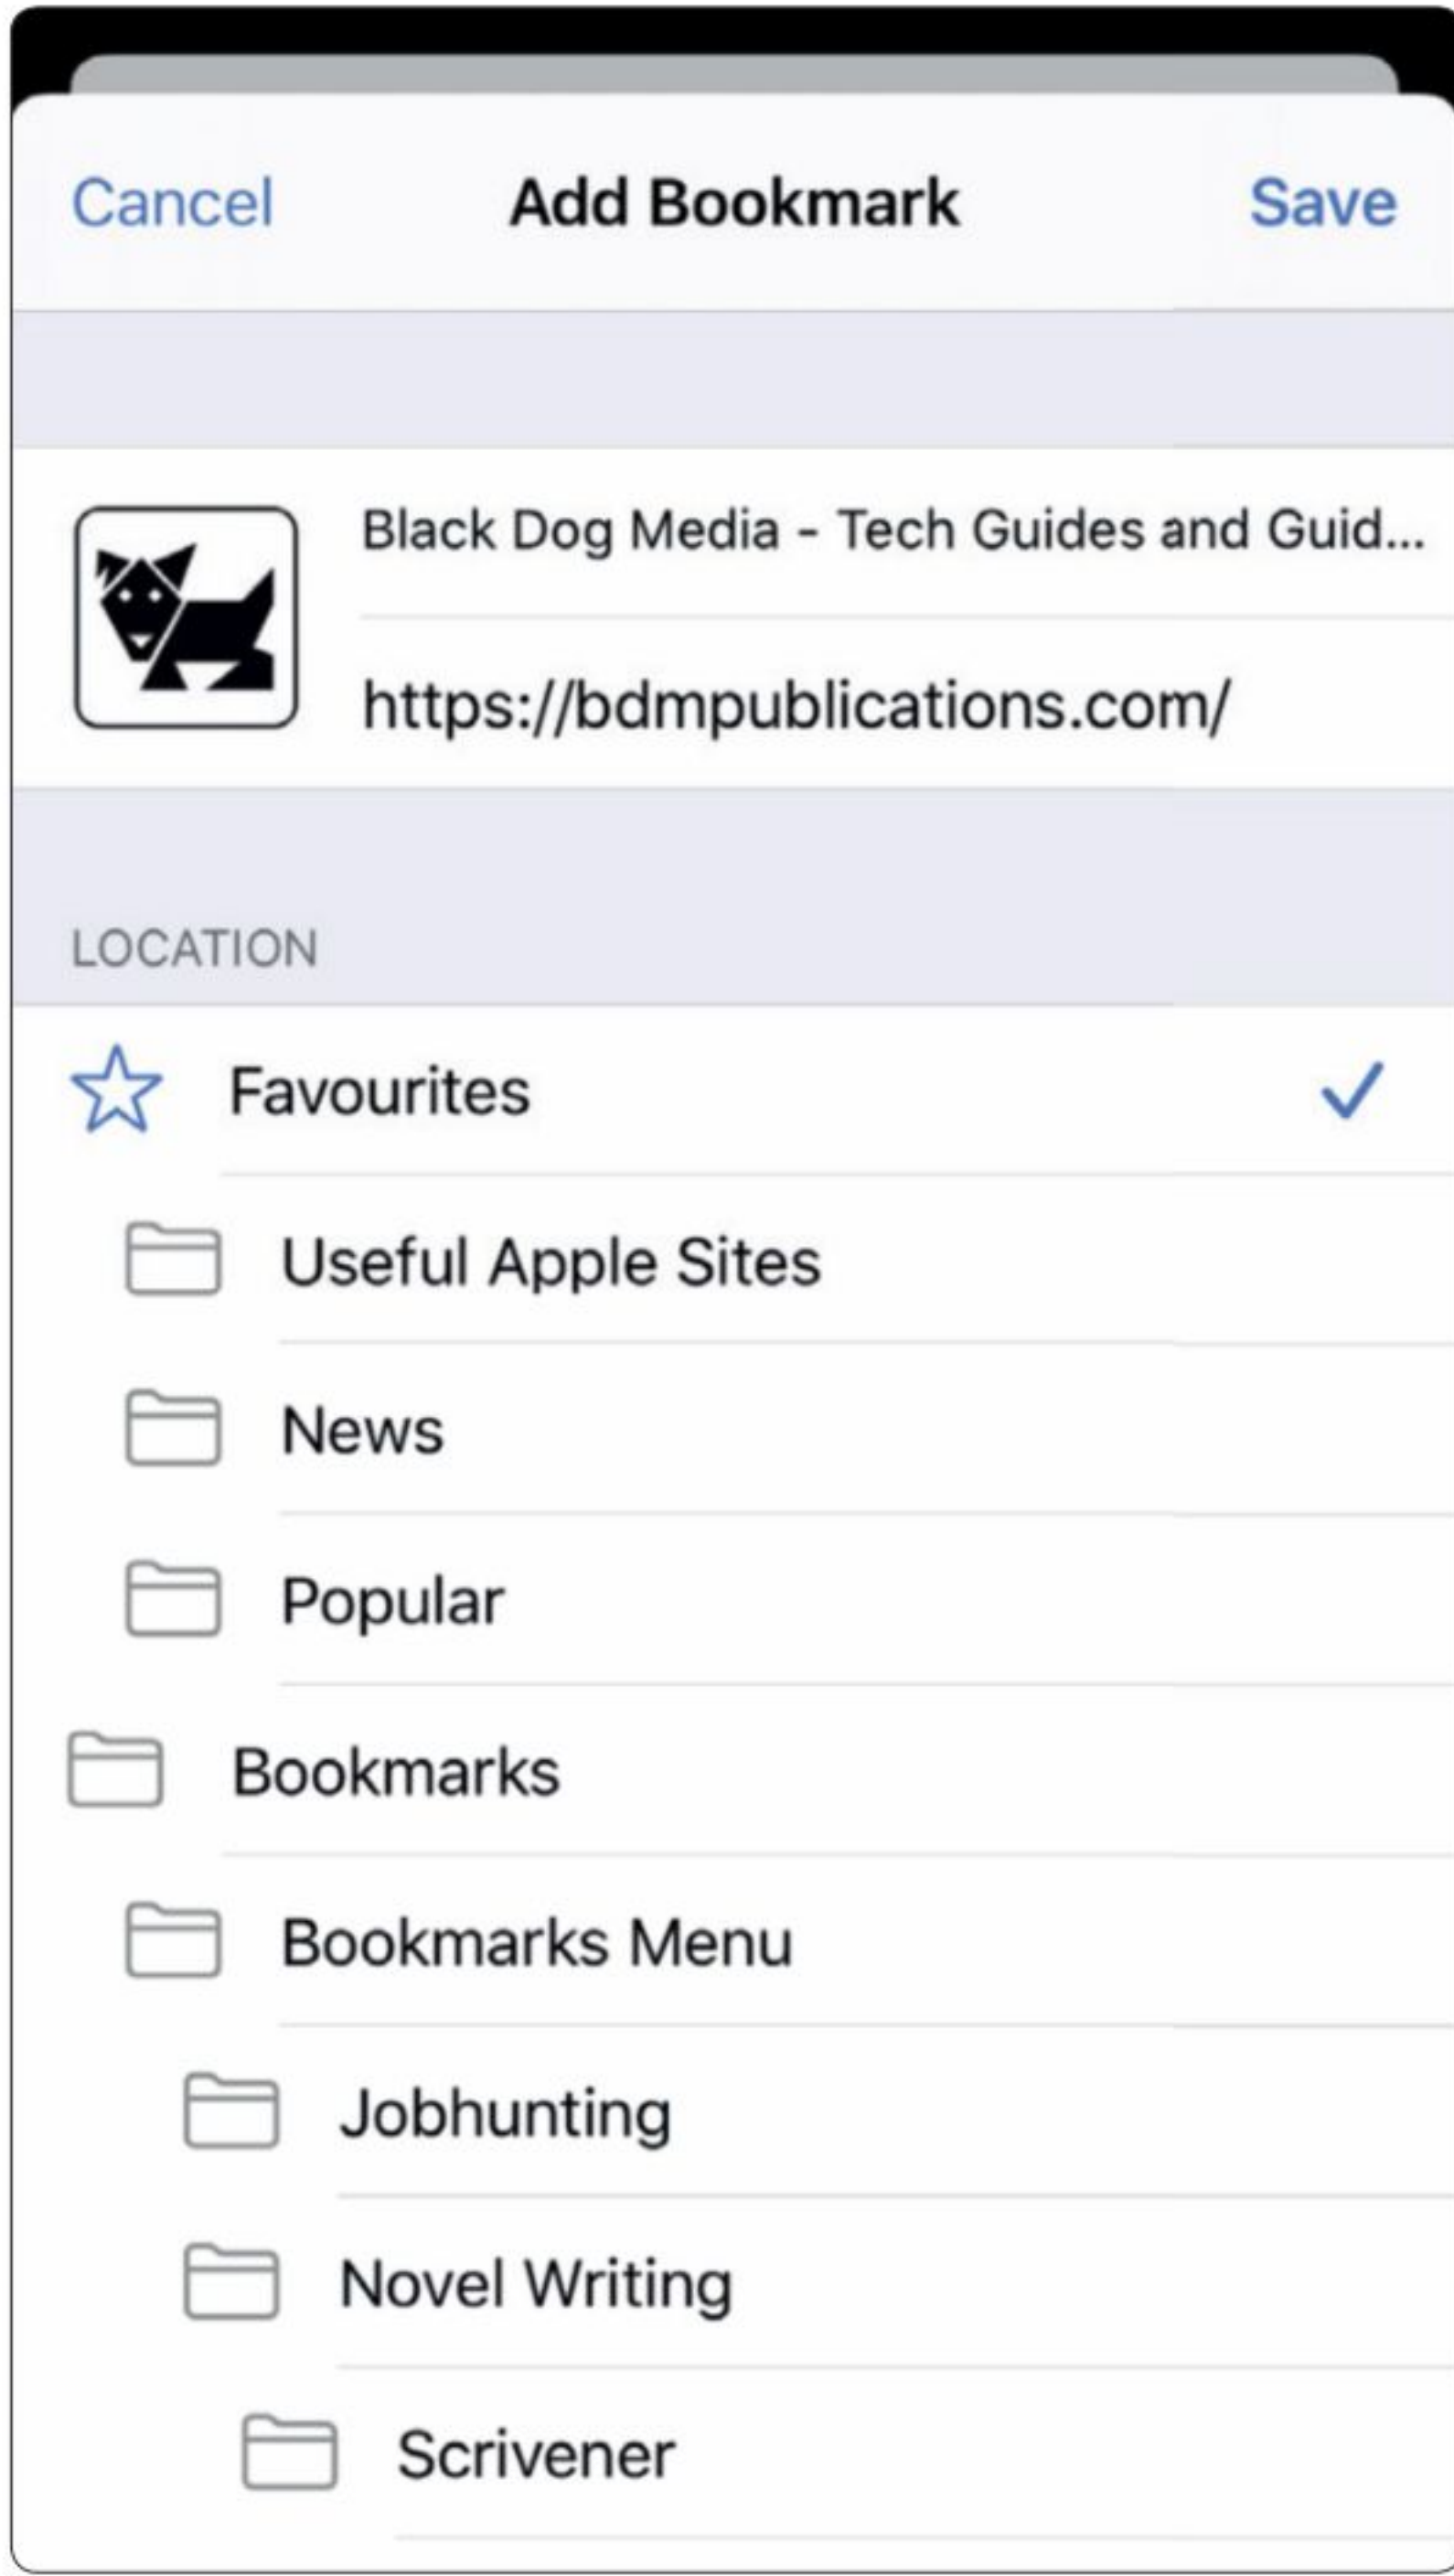 Cancel Add Bookmark Save
Black Dog Media - Tech Guides and Guid...
https://bdmpublications.com/
LOCATION
Favourites
Useful Apple Sites
News
Popular
Bookmarks
Bookmarks Menu
Jobhunting
Novel Writing
Scrivener